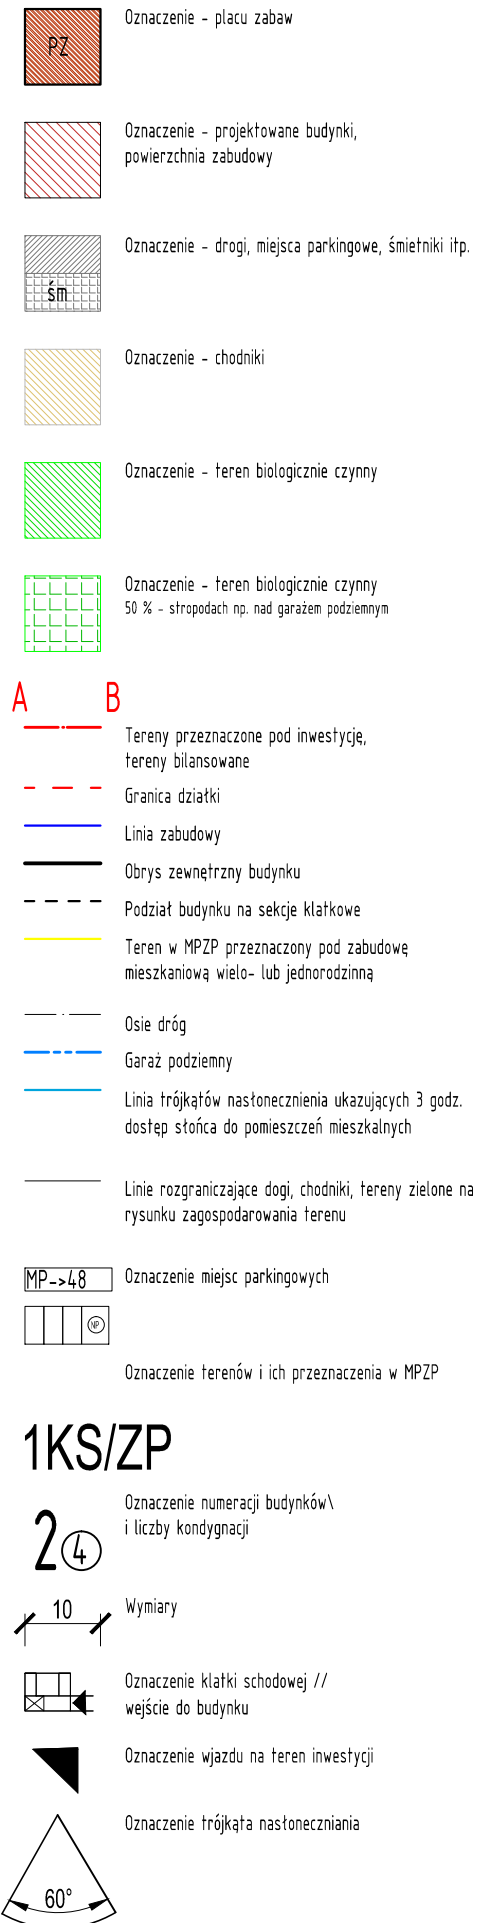 PZ
Oznaczenie - placu zabaw
Oznaczenie - projektowane budynki,
powierzchnia zabudowy
Oznaczenie - drogi, miejsca parkingowe, śmietniki itp.
śm
Oznaczenie - chodniki
Oznaczenie - teren biologicznie czynny
Oznaczenie - teren biologicznie czynny
50 % - stropodach np. nad garażem podziemnym
A B
Tereny przeznaczone pod inwestycję,
tereny bilansowane
Granica działki
Linia zabudowy
Obrys zewnętrzny budynku
Podział budynku na sekcje klatkowe
Teren w MPZP przeznaczony pod zabudowę
mieszkaniową wielo- lub jednorodzinną
Osie dróg
Garaż podziemny
Linia trójkątów nasłonecznienia ukazujących 3 godz.
dostęp słońca do pomieszczeń mieszkalnych
Linie rozgraniczające dogi, chodniki, tereny zielone na
rysunku zagospodarowania terenu
MP->48
Oznaczenie miejsc parkingowych
NP
Oznaczenie terenów i ich przeznaczenia w MPZP
1KS/ZP
Oznaczenie numeracji budynków\
i liczby kondygnacji
2 4
10
Wymiary
Oznaczenie klatki schodowej //
wejście do budynku
Oznaczenie wjazdu na teren inwestycji
Oznaczenie trójkąta nasłoneczniania
60°